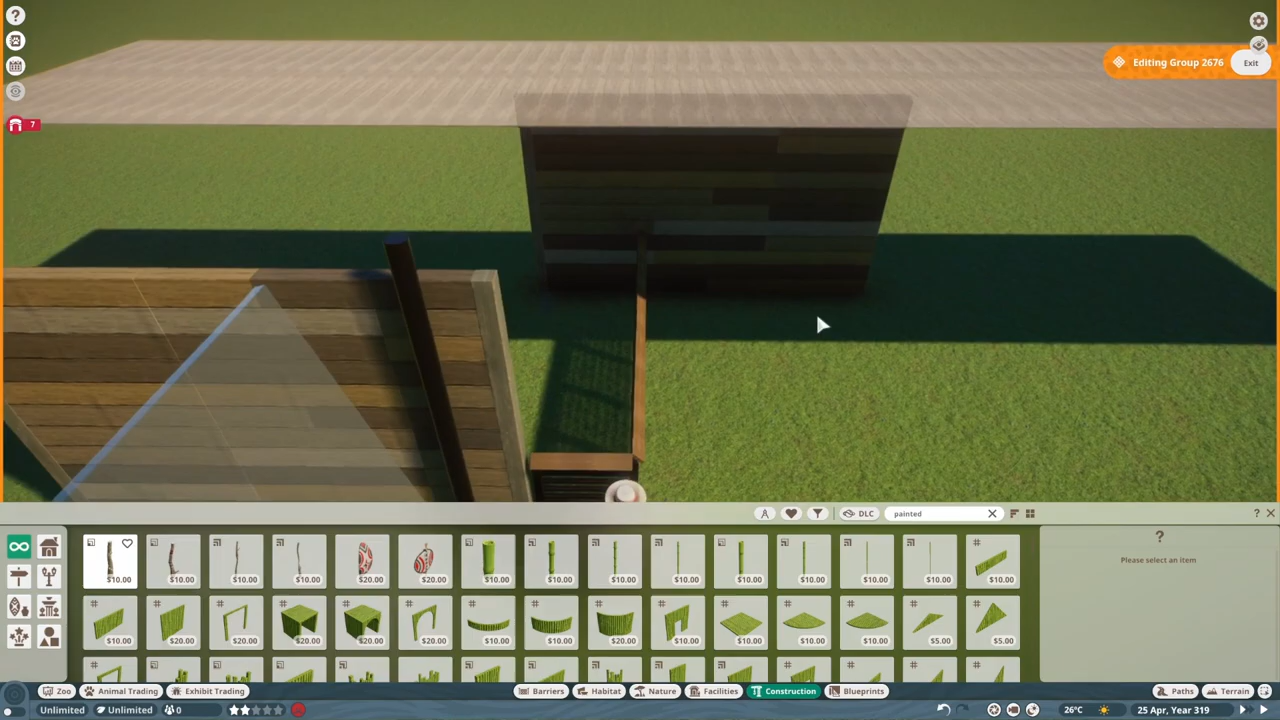 ?
Editing Group 2676
Exit
7
DLC
painted
?
$10.00 $10.00 $10.00 $10.00 $20.00 $20.00 $10.00 $10.00 $10.00 $10.00 $10.00 $10.00 $10.00 $10.00
?
Please select an item
$10.00 $20.00 $20.00 $20.00 $20.00 $20.00 $10.00 $10.00 $20.00 $10.00 $10.00 $10.00 $10.00 $5.00 $5.00
Zoo
Animal Trading
Exhibit Trading
Barriers
Habitat
Nature
Facilities
Construction
Blueprints
Paths
Terrain
Unlimited
Unlimited
0
26°C
25 Apr, Year 319